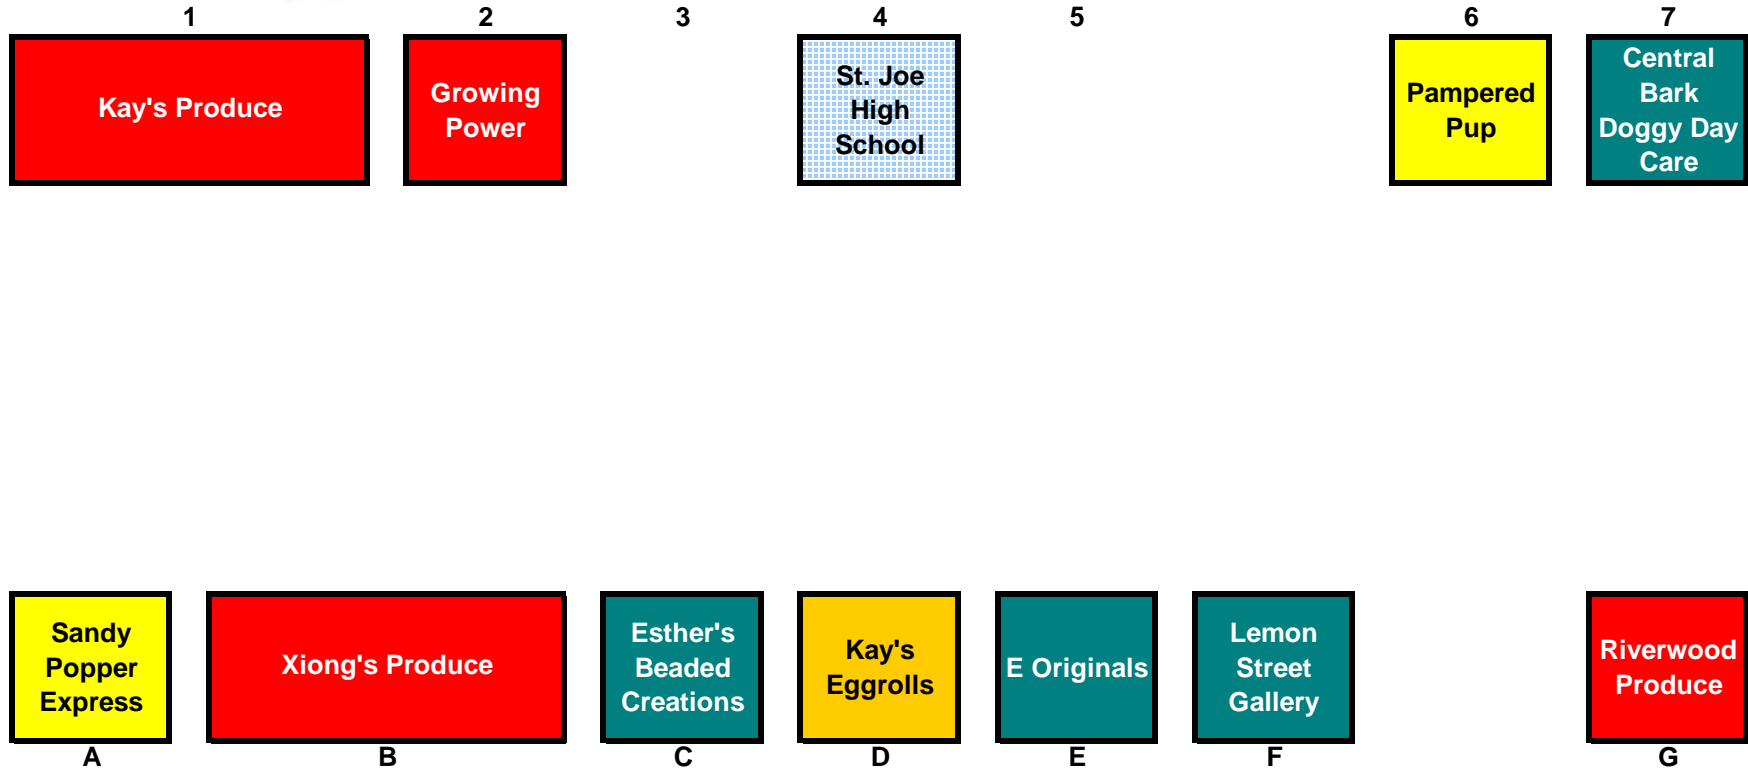 1 2 3 4 5 6 7
Kay's Produce
Growing
Power
St. Joe
High
School
Pampered
Pup
Central
Bark
Doggy Day
Care
Sandy
Popper
Express
Xiong's Produce
Esther's
Beaded
Creations
Kay's
Eggrolls
E Originals
Lemon
Street
Gallery
Riverwood
Produce
A B C D E F G